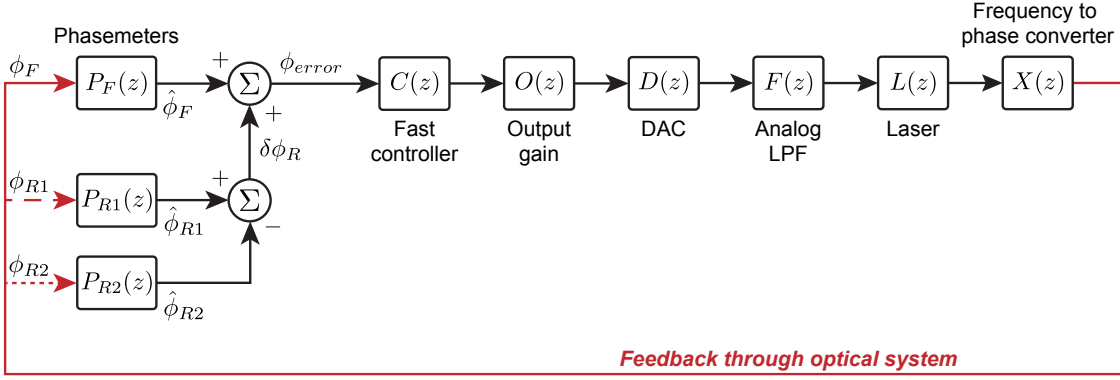 Phasemeters
Frequency to
phase converter
ϕ_F
P_F(z)
+
Σ
ϕ_error
C(z)
O(z)
D(z)
F(z)
L(z)
X(z)
ϕ̂_F
+
Fast
controller
Output
gain
DAC
Analog
LPF
Laser
δϕ_R
ϕ_R1
P_R1(z)
+
Σ
ϕ̂_R1
−
ϕ_R2
P_R2(z)
ϕ̂_R2
Feedback through optical system